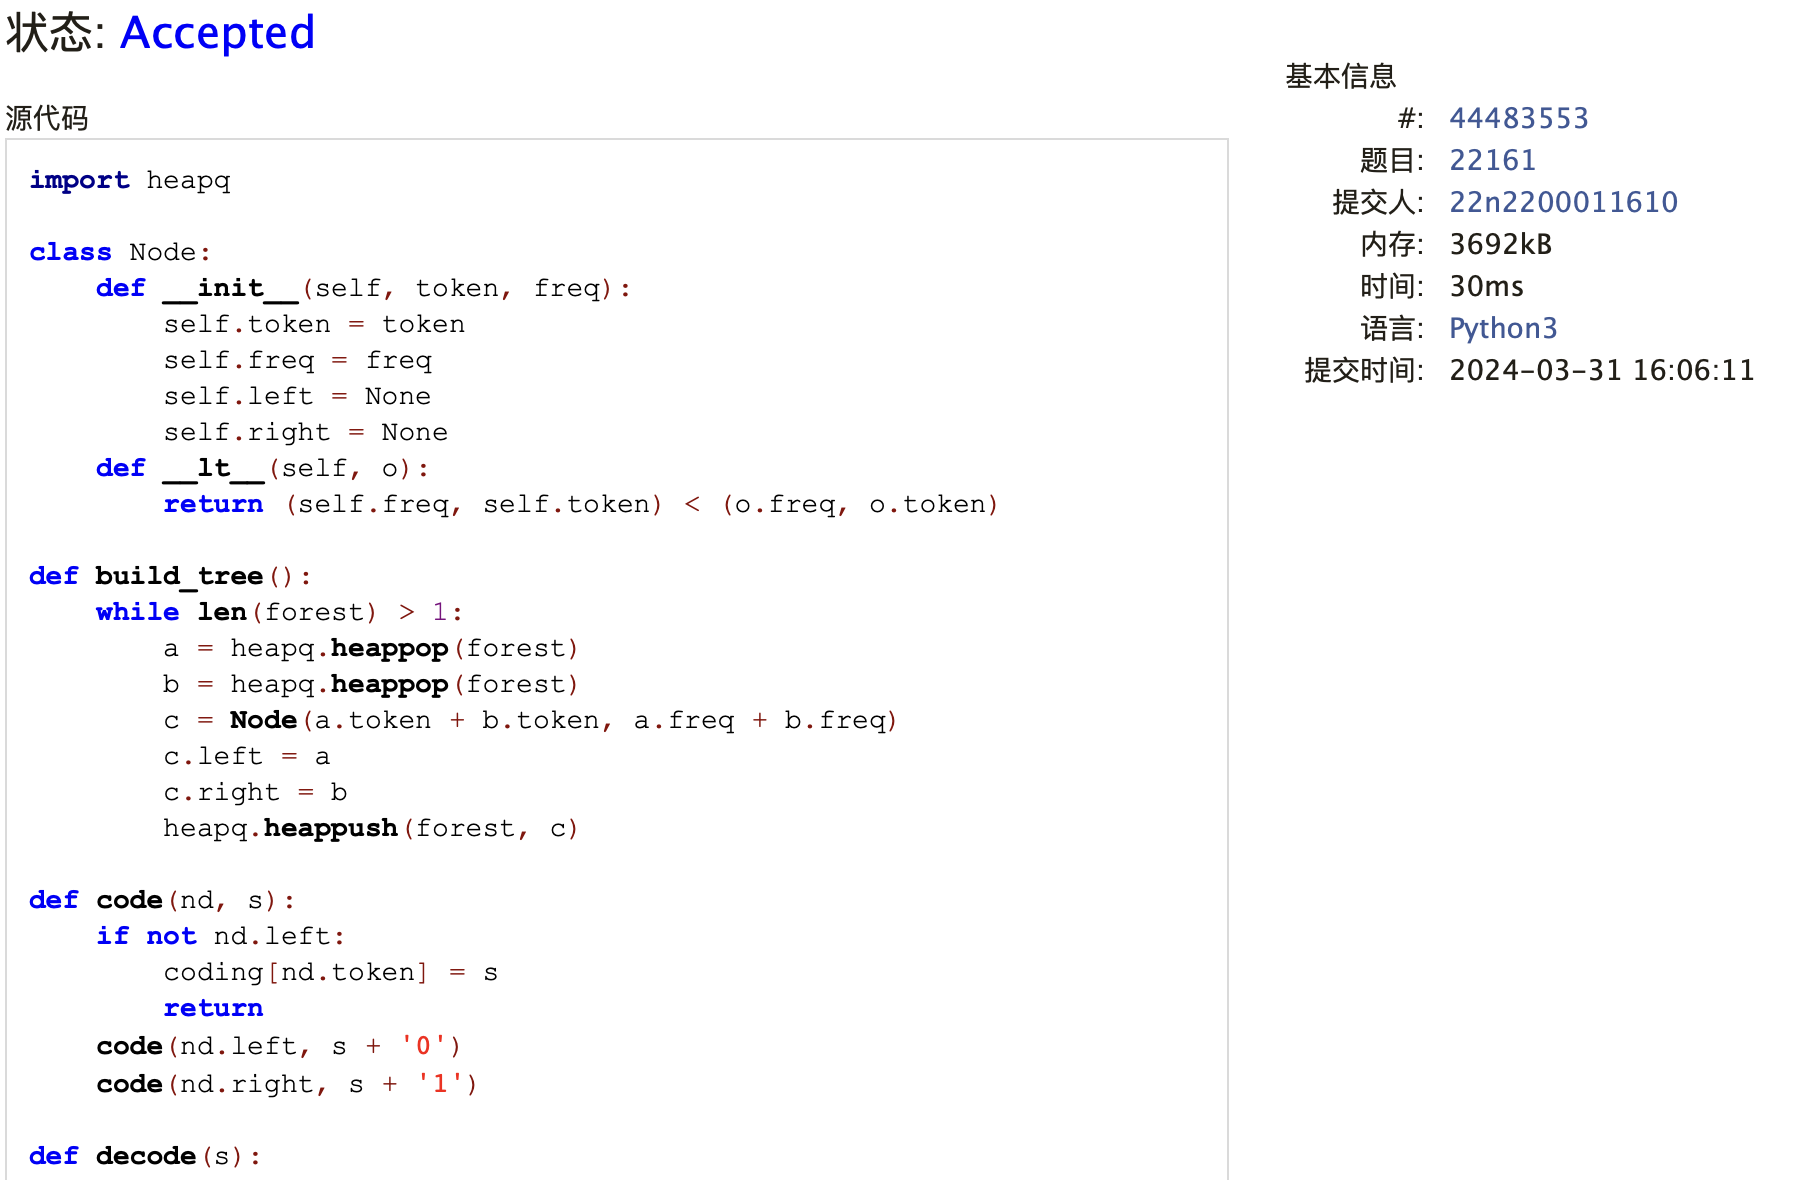 状态: Accepted
源代码
import heapq
class Node:
    def __init__(self, token, freq):
        self.token = token
        self.freq = freq
        self.left = None
        self.right = None
    def __lt__(self, o):
        return (self.freq, self.token) < (o.freq, o.token)
def build_tree():
    while len(forest) > 1:
        a = heapq.heappop(forest)
        b = heapq.heappop(forest)
        c = Node(a.token + b.token, a.freq + b.freq)
        c.left = a
        c.right = b
        heapq.heappush(forest, c)
def code(nd, s):
    if not nd.left:
        coding[nd.token] = s
        return
    code(nd.left, s + '0')
    code(nd.right, s + '1')
def decode(s):
基本信息
#: 44483553
题目: 22161
提交人: 22n2200011610
内存: 3692kB
时间: 30ms
语言: Python3
提交时间: 2024-03-31 16:06:11